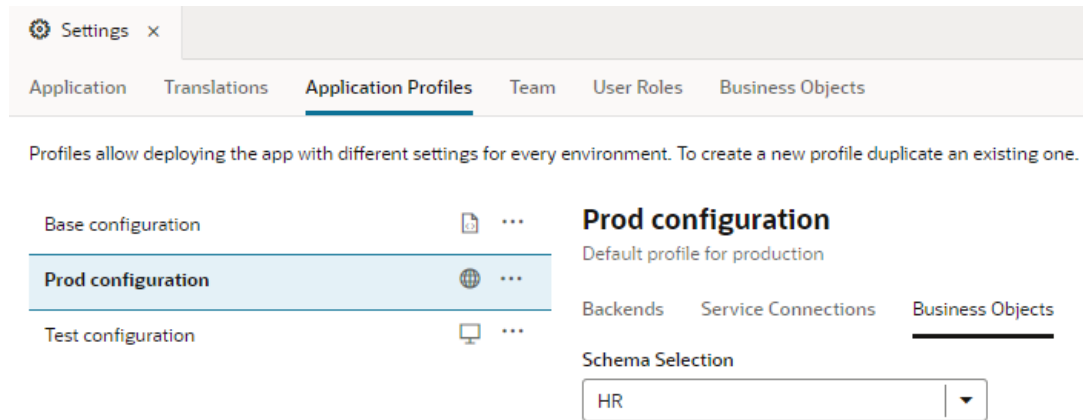 Settings
Application Translations Application Profiles Team User Roles Business Objects
Profiles allow deploying the app with different settings for every environment. To create a new profile duplicate an existing one.
Base configuration
Prod configuration
Test configuration
Prod configuration
Default profile for production
Backends Service Connections Business Objects
Schema Selection
HR